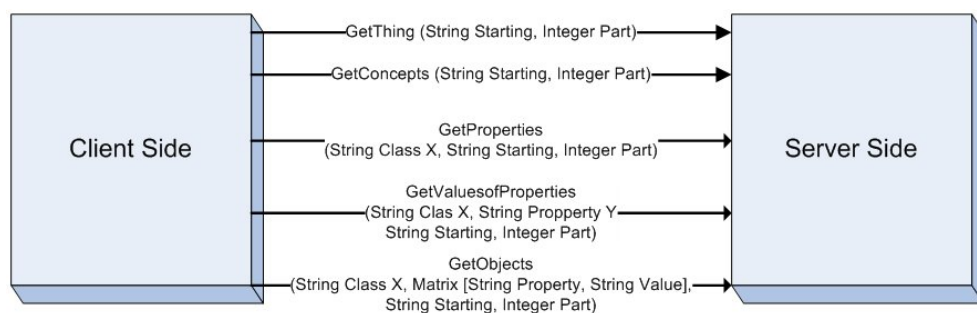 Client Side
GetThing (String Starting, Integer Part)
GetConcepts (String Starting, Integer Part)
GetProperties
(String Class X, String Starting, Integer Part)
GetValuesofProperties
(String Clas X, String Propperty Y
String Starting, Integer Part)
GetObjects
(String Class X, Matrix [String Property, String Value],
String Starting, Integer Part)
Server Side